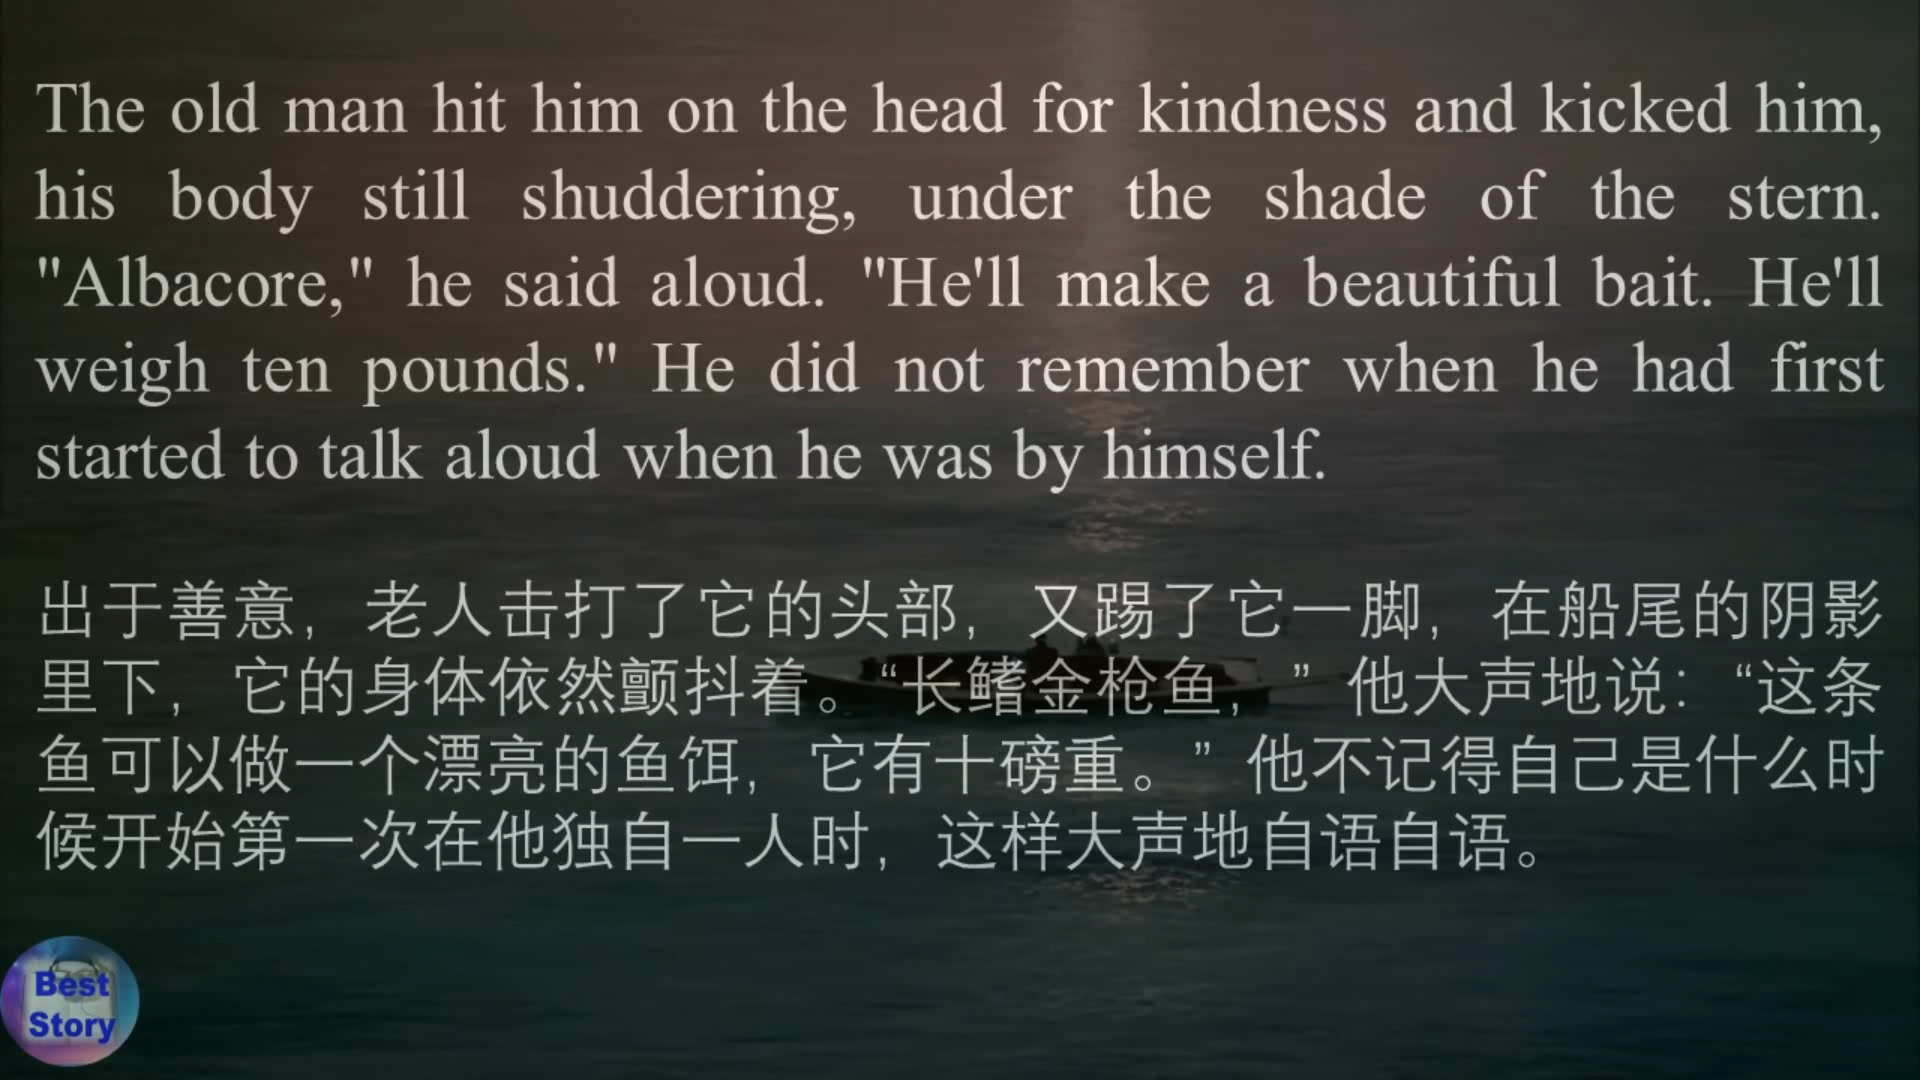 The old man hit him on the head for kindness and kicked him,
his body still shuddering, under the shade of the stern.
"Albacore," he said aloud. "He'll make a beautiful bait. He'll
weigh ten pounds." He did not remember when he had first
started to talk aloud when he was by himself.
出于善意，老人击打了它的头部，又踢了它一脚，在船尾的阴影
里下，它的身体依然颤抖着。“长鳍金枪鱼，”他大声地说：“这条
鱼可以做一个漂亮的鱼饵，它有十磅重。”他不记得自己是什么时
候开始第一次在他独自一人时，这样大声地自语自语。
Best
Story